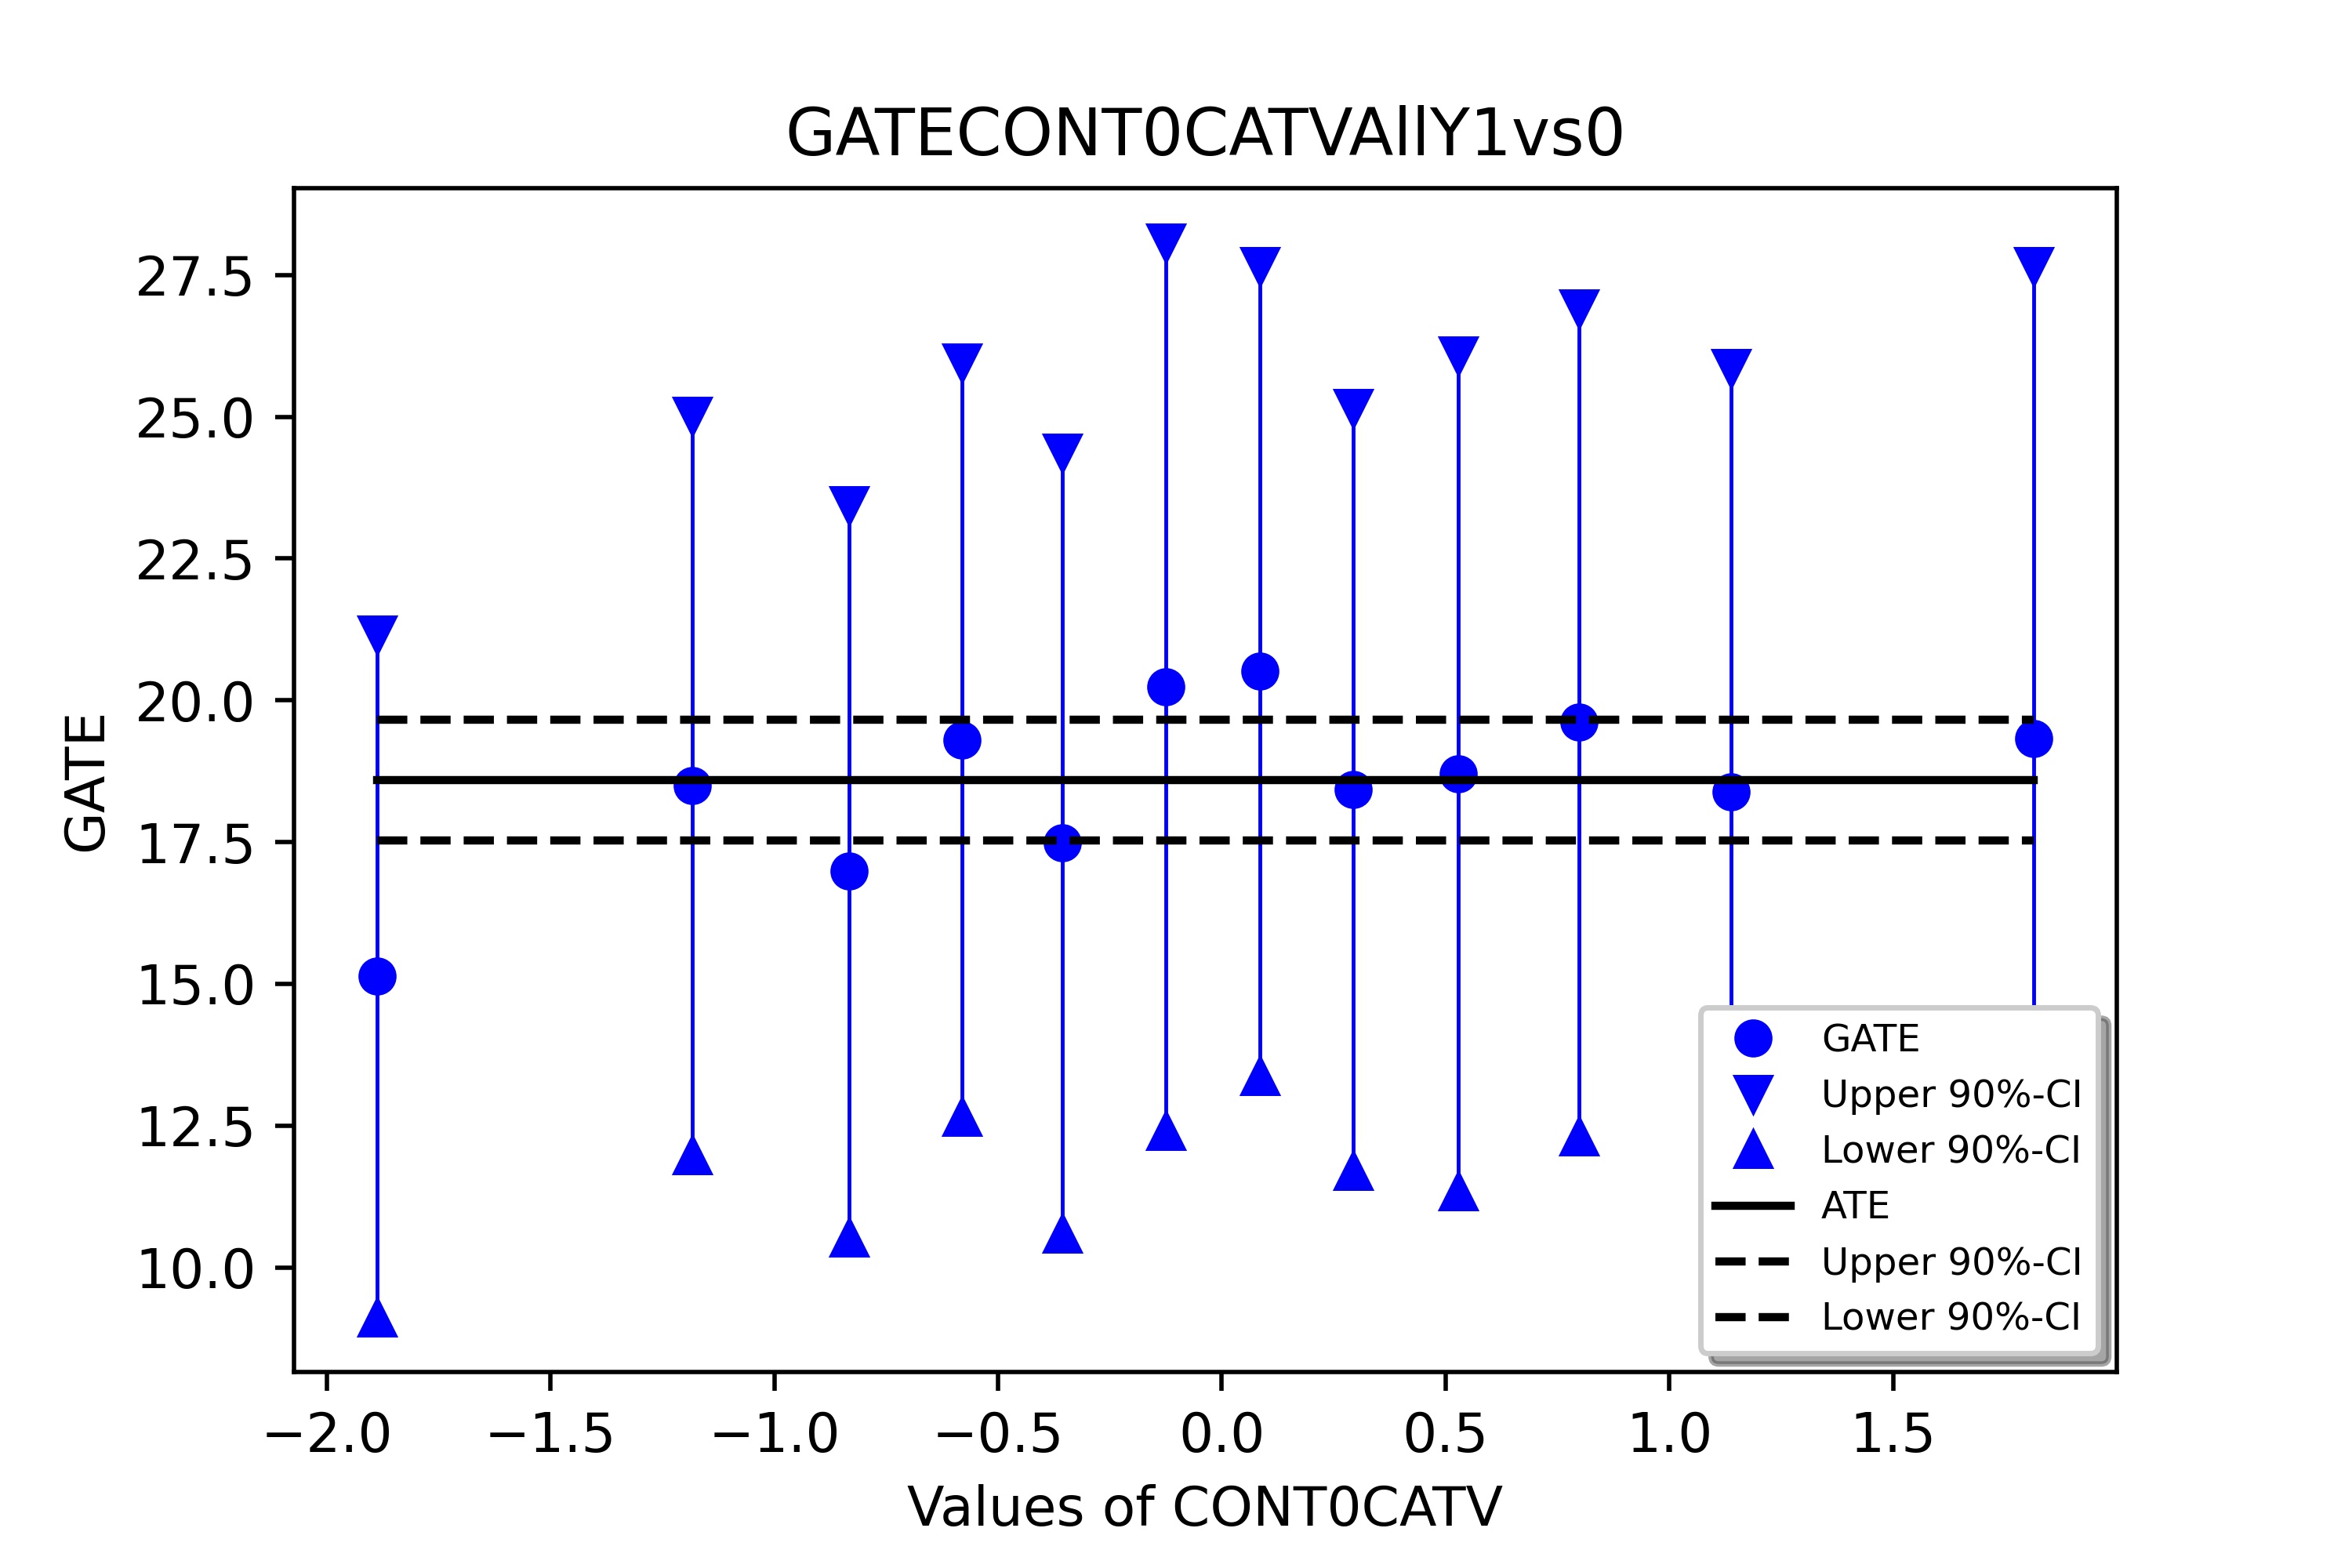 GATECONT0CATVAllY1vs0
GATE
27.5
25.0
22.5
20.0
17.5
15.0
12.5
10.0
GATE
Upper 90%-CI
Lower 90%-CI
ATE
Upper 90%-CI
Lower 90%-CI
−2.0 −1.5 −1.0 −0.5 0.0 0.5 1.0 1.5
Values of CONT0CATV